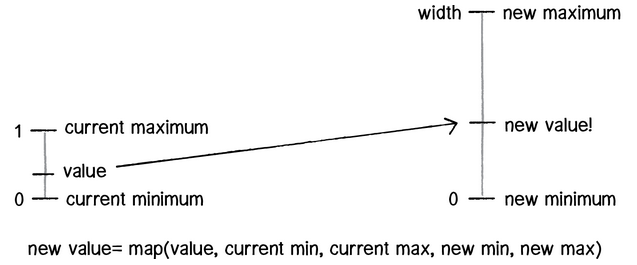 width new maximum
1 current maximum
new value!
value
0 current minimum
0 new minimum
new value= map(value, current min, current max, new min, new max)